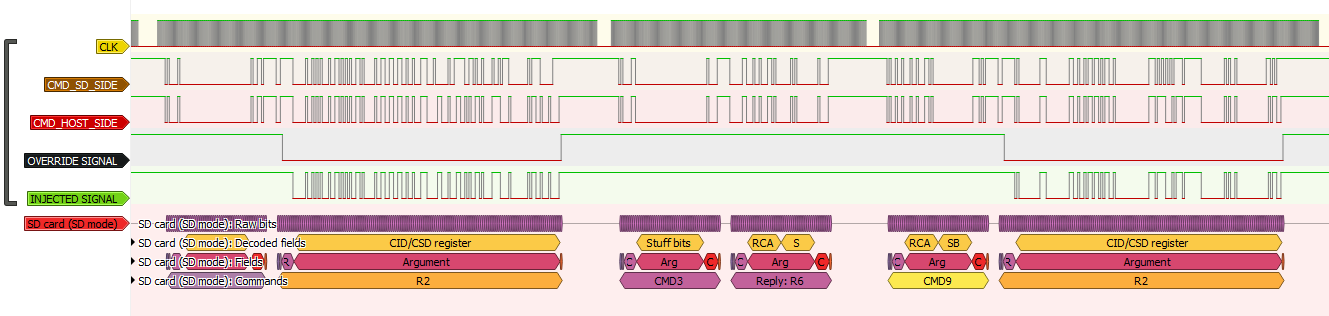 CLK
CMD_SD_SIDE
CMD_HOST_SIDE
OVERRIDE SIGNAL
INJECTED SIGNAL
SD card (SD mode) SD card (SD mode): Raw bits
SD card (SD mode): Decoded fields CID/CSD register Stuff bits RCA S RCA SB CID/CSD register
SD card (SD mode): Fields R Argument C Arg C C Arg C C Arg C R Argument
SD card (SD mode): Commands R2 CMD3 Reply: R6 CMD9 R2